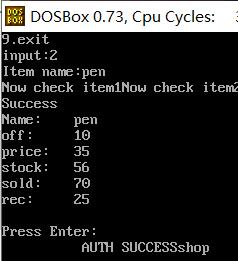 DOSBox 0.73, Cpu Cycles:
9.exit
input:2
Item name:pen
Now check item1Now check item2
Success
Name: pen
off: 10
price: 35
stock: 56
sold: 70
rec: 25
Press Enter:
AUTH SUCCESSshop